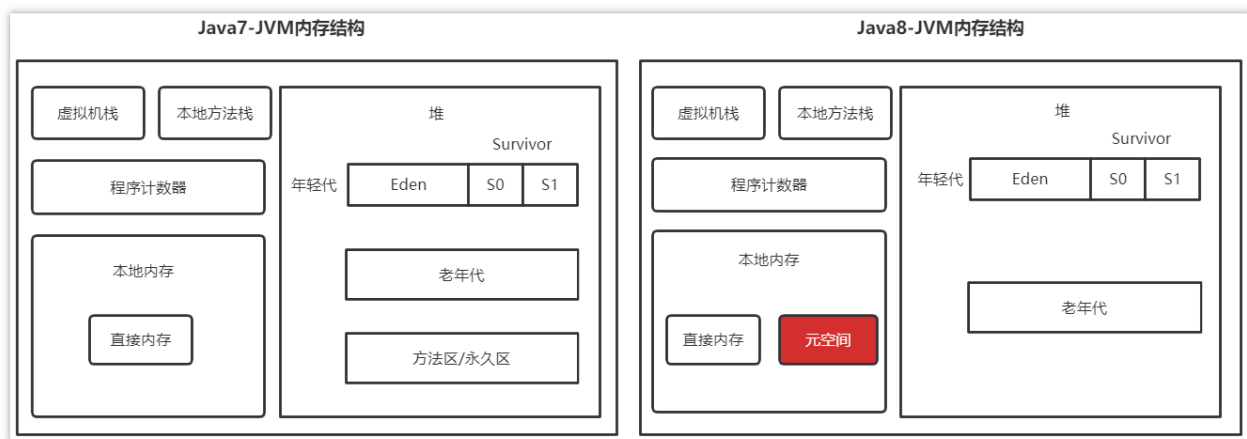 Java7-JVM内存结构
虚拟机栈
本地方法栈
程序计数器
本地内存
直接内存
堆
Survivor
年轻代
Eden
S0
S1
老年代
方法区/永久区
Java8-JVM内存结构
虚拟机栈
本地方法栈
程序计数器
本地内存
直接内存
元空间
堆
Survivor
年轻代
Eden
S0
S1
老年代